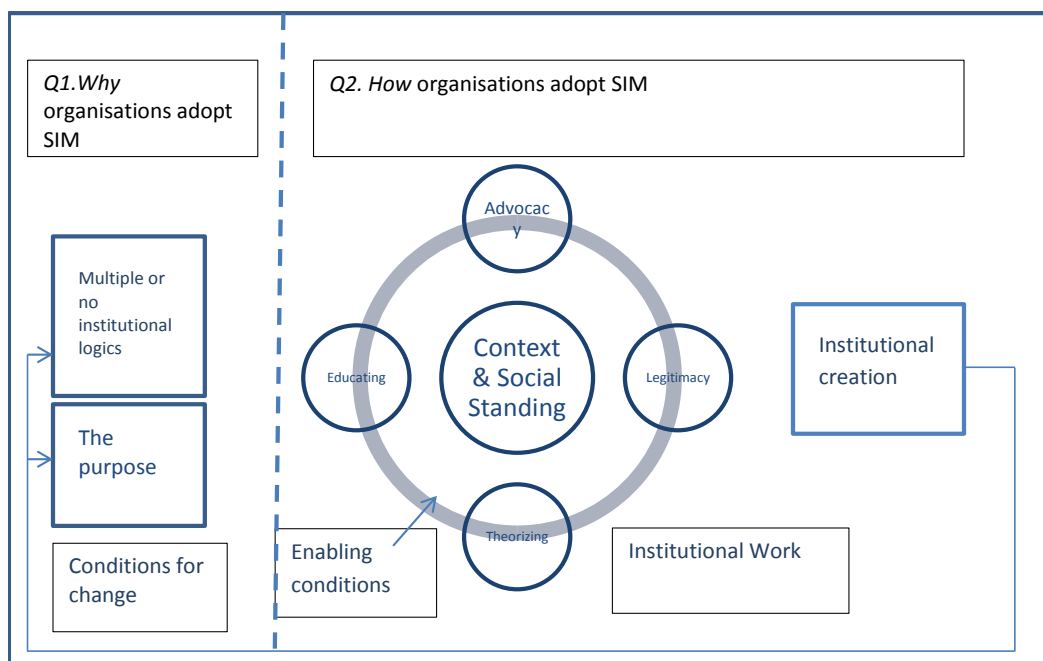 Q1.Why
organisations adopt
SIM
Q2. How organisations adopt SIM
Advocac
y
Multiple or
no
institutional
logics
Educating
Context
& Social
Standing
Legitimacy
Institutional
creation
The
purpose
Theorizing
Conditions for
change
Enabling
conditions
Institutional Work